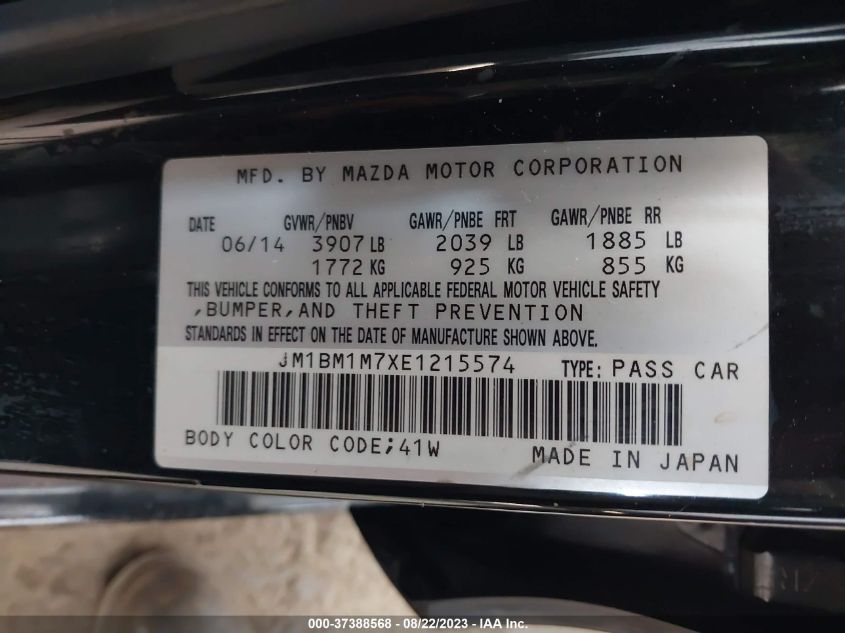 MFD. BY MAZDA MOTOR CORPORATION
DATE GVWR/PNBV GAWR/PNBE FRT GAWR/PNBE RR
06/14 3907 LB 2039 LB 1885 LB
1772 KG 925 KG 855 KG
THIS VEHICLE CONFORMS TO ALL APPLICABLE FEDERAL MOTOR VEHICLE SAFETY
,BUMPER,AND THEFT PREVENTION
STANDARDS IN EFFECT ON THE DATE OF MANUFACTURE SHOWN ABOVE.
JM1BM1M7XE1215574 TYPE: PASS CAR
BODY COLOR CODE;41W MADE IN JAPAN
000-37388568 - 08/22/2023 - IAA Inc.